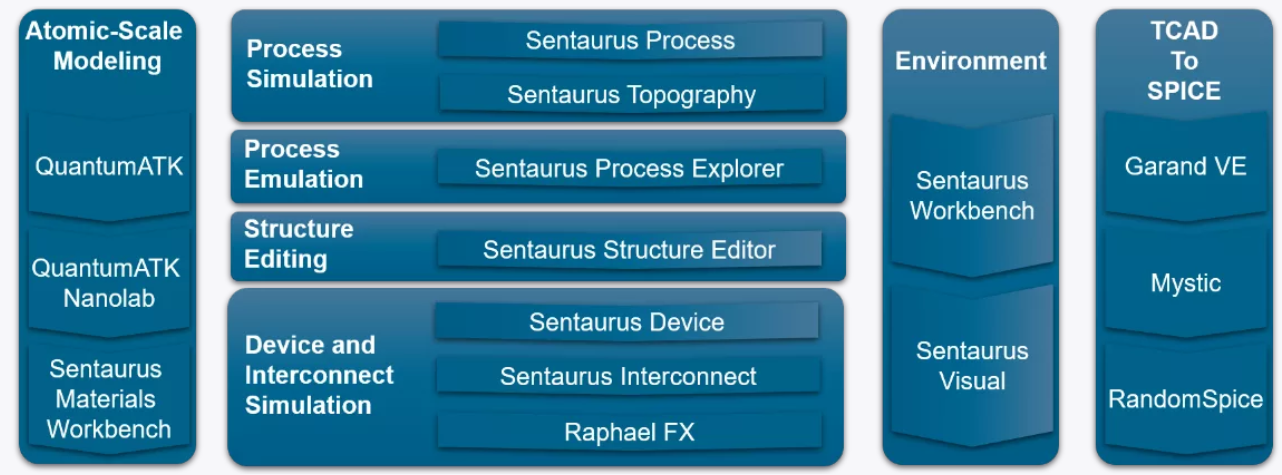 Atomic-Scale
Modeling
QuantumATK
QuantumATK
Nanolab
Sentaurus
Materials
Workbench
Process
Simulation
Sentaurus Process
Sentaurus Topography
Process
Emulation
Sentaurus Process Explorer
Structure
Editing
Sentaurus Structure Editor
Device and
Interconnect
Simulation
Sentaurus Device
Sentaurus Interconnect
Raphael FX
Environment
Sentaurus
Workbench
Sentaurus
Visual
TCAD
To
SPICE
Garand VE
Mystic
RandomSpice